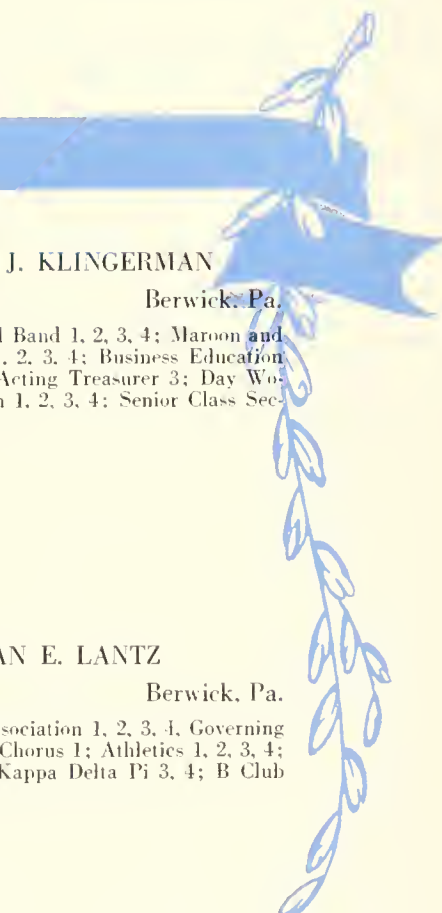 J. KLINGERMAN
Berwick, Pa.
Band 1, 2, 3, 4; Maroon and
2, 3, 4; Business Education
Acting Treasurer 3; Day Wo-
1, 2, 3, 4; Senior Class Sec-
E. LANTZ
Berwick, Pa.
1, 2, 3, 4, Governing
Chorus 1; Athletics 1, 2, 3, 4;
Kappa Delta Pi 3, 4; B Club